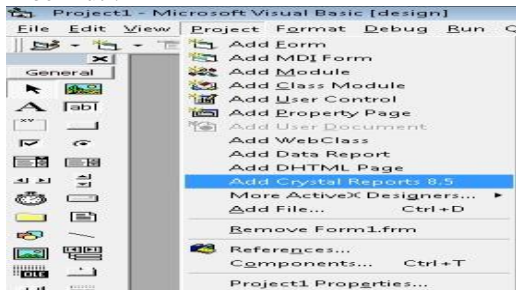 Project1 - Microsoft Visual Basic [design]
File Edit View Project Format Debug Run
General
Add Form
Add MDI Form
Add Module
Add Class Module
Add User Control
Add Property Page
Add User Document
Add WebClass
Add Data Report
Add DHTML Page
Add Crystal Reports 8.5
More ActiveX Designers...
Add File... Ctrl+D
Remove Form1.frm
References...
Components... Ctrl+T
Project1 Properties...
A abl
XY
OLE